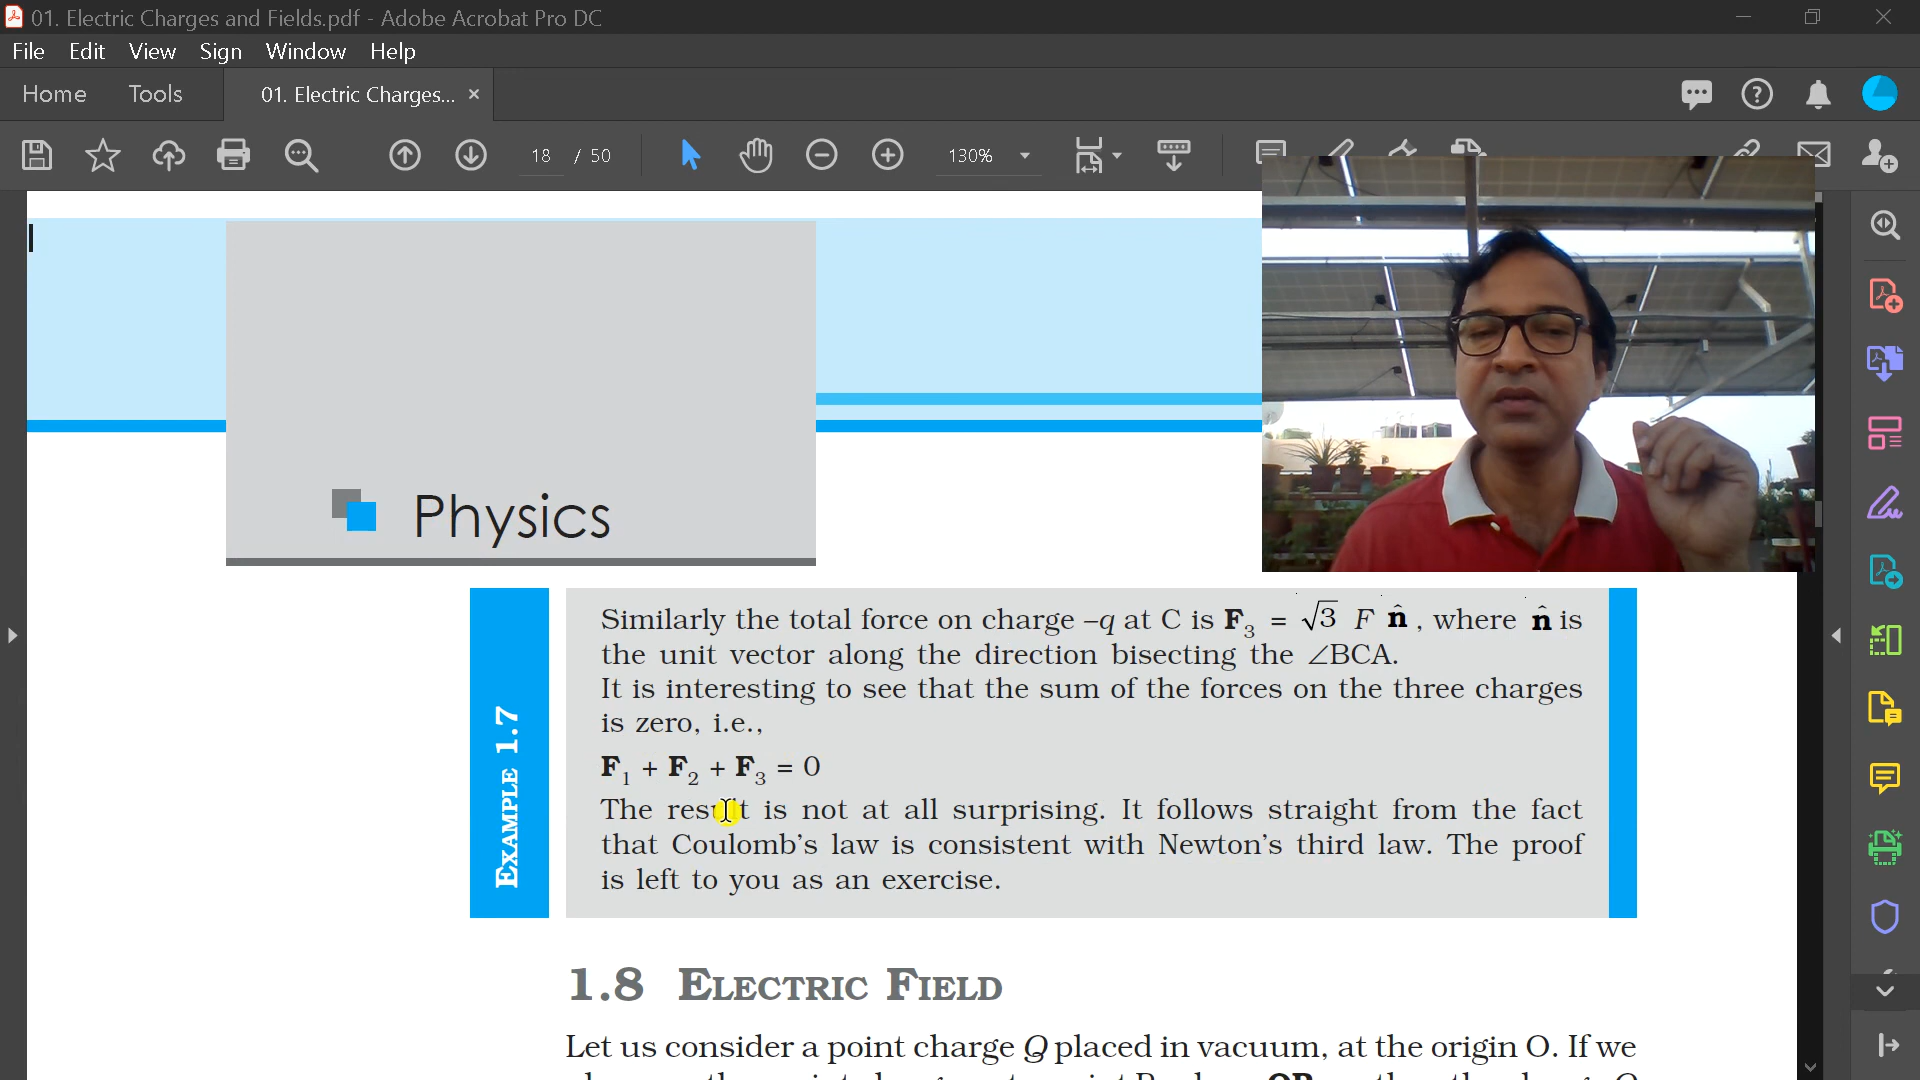 01. Electric Charges and Fields.pdf - Adobe Acrobat Pro DC
File Edit View Sign Window Help
Home Tools 01. Electric Charges... ×
18 / 50 130%
Physics
EXAMPLE 1.7
Similarly the total force on charge –q at C is F₃ = √3 F n̂ , where n̂ is
the unit vector along the direction bisecting the ∠BCA.
It is interesting to see that the sum of the forces on the three charges
is zero, i.e.,
F₁ + F₂ + F₃ = 0
The result is not at all surprising. It follows straight from the fact
that Coulomb's law is consistent with Newton's third law. The proof
is left to you as an exercise.
1.8 ELECTRIC FIELD
Let us consider a point charge Q placed in vacuum, at the origin O. If we